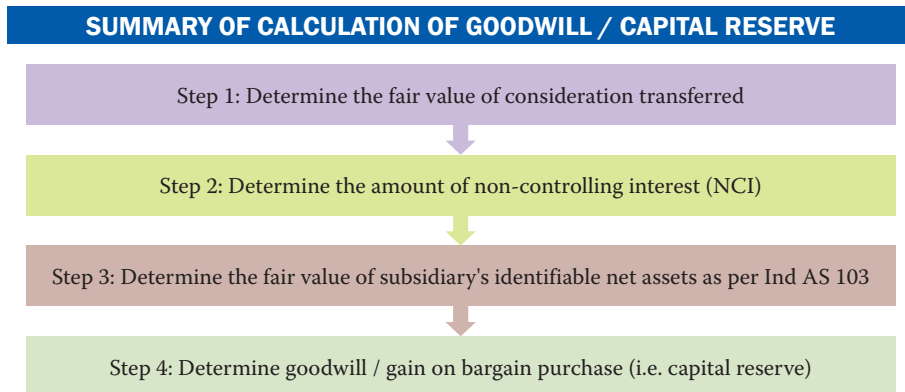 SUMMARY OF CALCULATION OF GOODWILL / CAPITAL RESERVE
Step 1: Determine the fair value of consideration transferred
Step 2: Determine the amount of non-controlling interest (NCI)
Step 3: Determine the fair value of subsidiary's identifiable net assets as per Ind AS 103
Step 4: Determine goodwill / gain on bargain purchase (i.e. capital reserve)